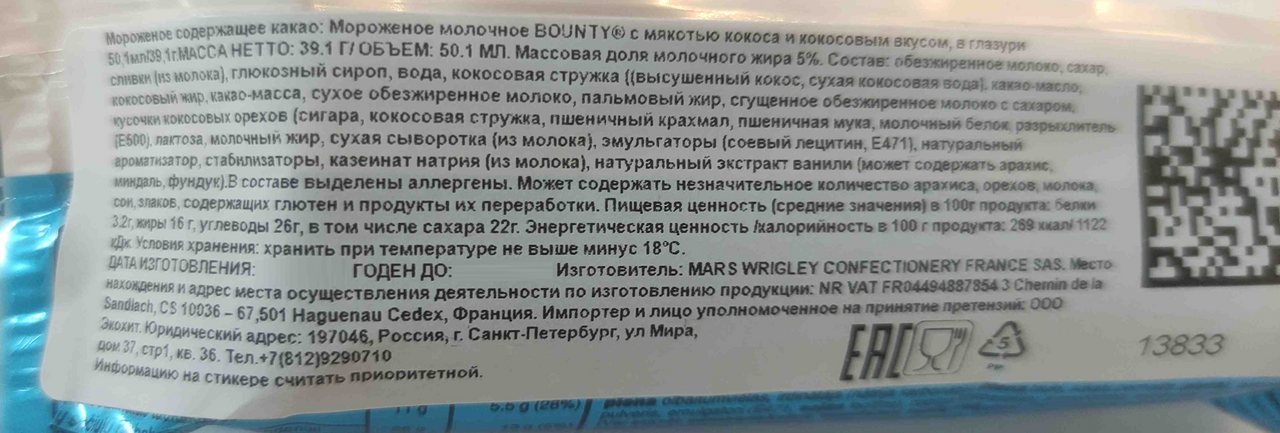 Мороженое содержащее какао: Мороженое молочное BOUNTY® с мякотью кокоса и кокосовым вкусом, в глазури
50,1мл/39,1г.МАССА НЕТТО: 39.1 Г/ ОБЪЕМ: 50.1 МЛ. Массовая доля молочного жира 5%. Состав: обезжиренное молоко, сахар,
сливки (из молока), глюкозный сироп, вода, кокосовая стружка ((высушенный кокос, сухая кокосовая вода), какао-масло,
кокосовый жир, какао-масса, сухое обезжиренное молоко, пальмовый жир, сгущенное обезжиренное молоко с сахаром,
кусочки кокосовых орехов (сигара, кокосовая стружка, пшеничный крахмал, пшеничная мука, молочный белок, разрыхлитель
(E500), лактоза, молочный жир, сухая сыворотка (из молока), эмульгаторы (соевый лецитин, E471), натуральный
ароматизатор, стабилизаторы, казеинат натрия (из молока), натуральный экстракт ванили (может содержать арахис,
миндаль, фундук).В составе выделены аллергены. Может содержать незначительное количество арахиса, орехов, молока,
сои, злаков, содержащих глютен и продукты их переработки. Пищевая ценность (средние значения) в 100г продукта: белки
3.2г, жиры 16 г, углеводы 26г, в том числе сахара 22г. Энергетическая ценность /калорийность в 100 г продукта: 269 ккал/ 1122
кДж. Условия хранения: хранить при температуре не выше минус 18°C.
ДАТА ИЗГОТОВЛЕНИЯ: ГОДЕН ДО: Изготовитель: MARS WRIGLEY CONFECTIONERY FRANCE SAS. Место
нахождения и адрес места осуществления деятельности по изготовлению продукции: NR VAT FR04494887854 3 Chemin de la
Sandlach, CS 10036 – 67,501 Haguenau Cedex, Франция. Импортер и лицо уполномоченное на принятие претензий: ООО
Экохит. Юридический адрес: 197046, Россия, г. Санкт-Петербург, ул Мира,
дом 37, стр1, кв. 36. Тел.+7(812)9290710
Информацию на стикере считать приоритетной.
EAC
5
13833
11 g 5.6 g (28%)